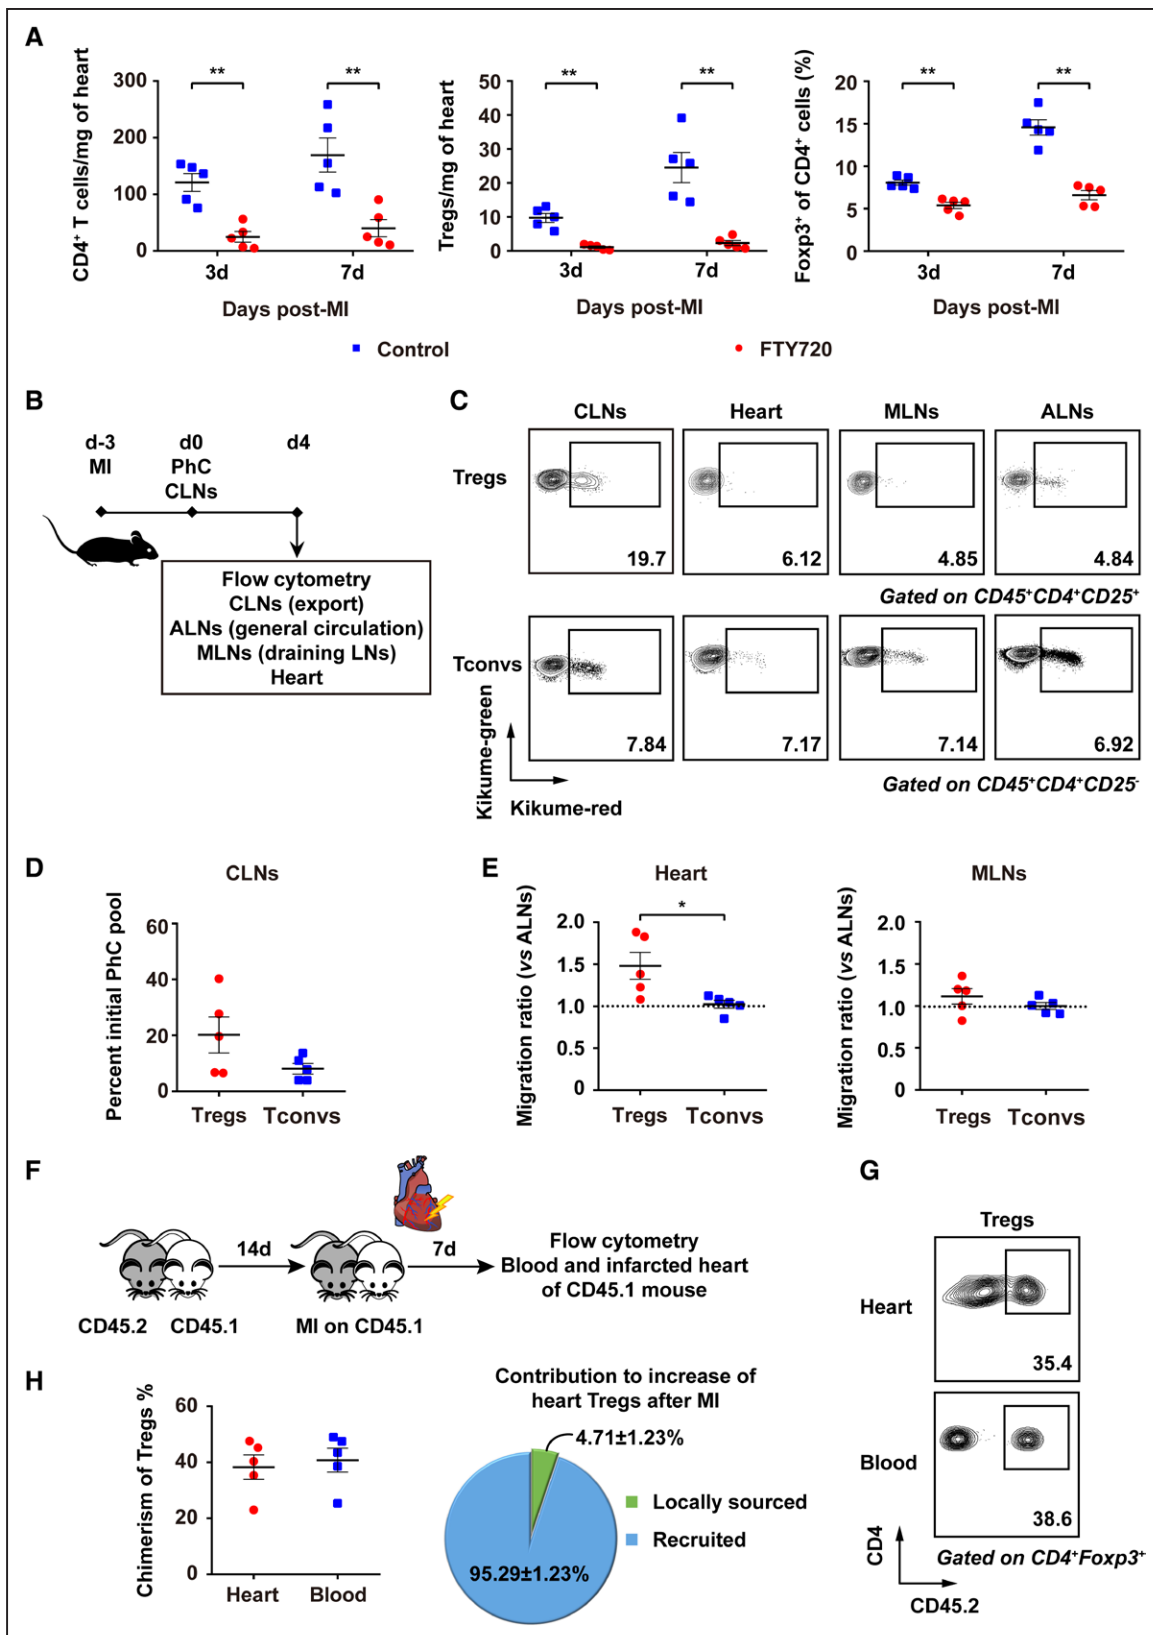 A
CD4⁺ T cells/mg of heart
300
200
100
0
**
**
3d
7d
Days post-MI
Tregs/mg of heart
50
40
30
20
10
0
**
**
3d
7d
Days post-MI
Foxp3⁺ of CD4⁺ cells (%)
20
15
10
5
0
**
**
3d
7d
Days post-MI
Control
FTY720
B
d-3
MI
d0
PhC
CLNs
d4
Flow cytometry
CLNs (export)
ALNs (general circulation)
MLNs (draining LNs)
Heart
C
CLNs
Heart
MLNs
ALNs
Tregs
19.7
6.12
4.85
4.84
Gated on CD45⁺CD4⁺CD25⁺
Tconvs
7.84
7.17
7.14
6.92
Gated on CD45⁺CD4⁺CD25⁻
Kikume-green
Kikume-red
D
CLNs
Percent initial PhC pool
60
40
20
0
Tregs
Tconvs
E
Heart
Migration ratio (vs ALNs)
2.0
1.5
1.0
0.5
0
*
Tregs
Tconvs
MLNs
Migration ratio (vs ALNs)
2.0
1.5
1.0
0.5
0
Tregs
Tconvs
F
14d
7d
CD45.2
CD45.1
MI on CD45.1
Flow cytometry
Blood and infarcted heart
of CD45.1 mouse
G
Tregs
Heart
35.4
Blood
38.6
Gated on CD4⁺Foxp3⁺
CD4
CD45.2
H
Chimerism of Tregs %
60
40
20
0
Heart
Blood
Contribution to increase of
heart Tregs after MI
4.71±1.23%
Locally sourced
Recruited
95.29±1.23%